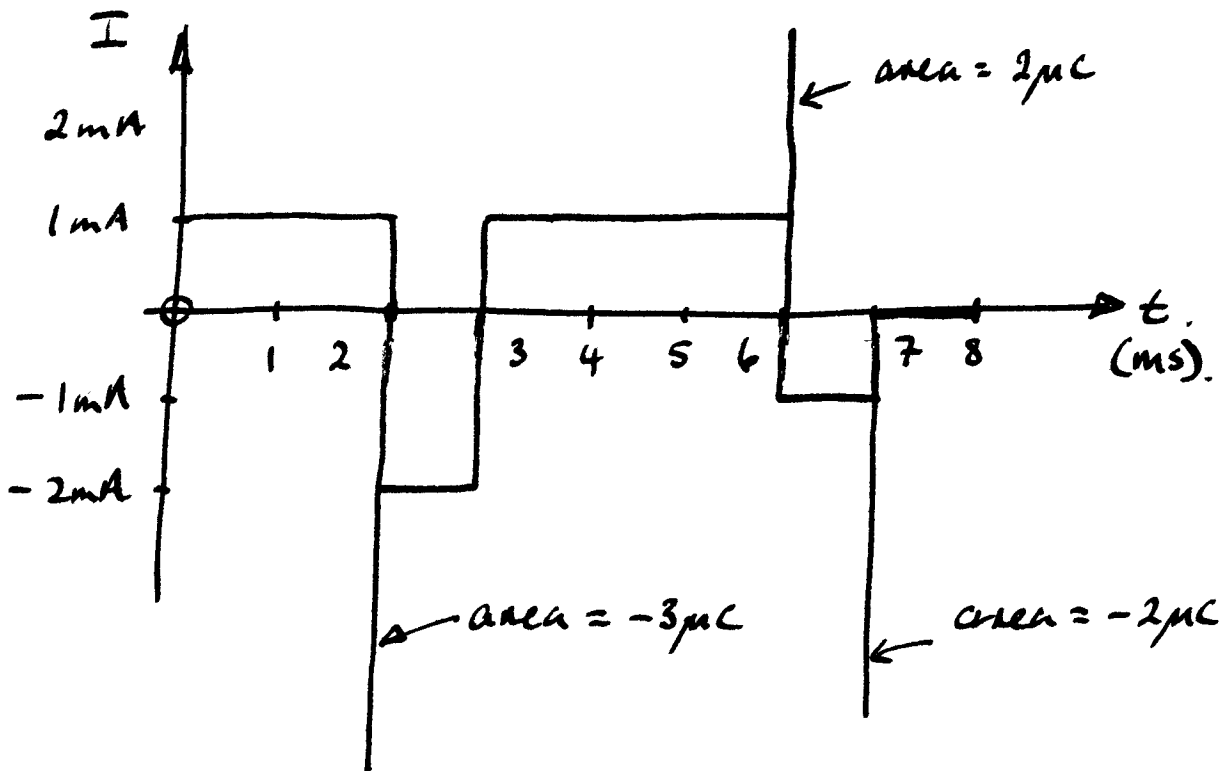 I
area = 2μC
2mA
1mA
1 2 3 4 5 6 7 8
t.
(ms).
-1mA
-2mA
area = -3μC
area = -2μC